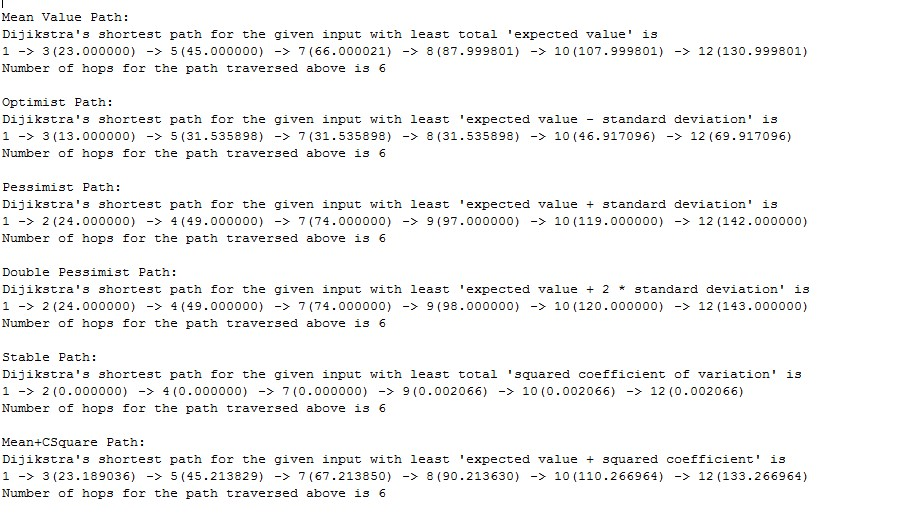 Mean Value Path:
Dijikstra's shortest path for the given input with least total 'expected value' is
1 -> 3(23.000000) -> 5(45.000000) -> 7(66.000021) -> 8(87.999801) -> 10(107.999801) -> 12(130.999801)
Number of hops for the path traversed above is 6
Optimist Path:
Dijikstra's shortest path for the given input with least 'expected value - standard deviation' is
1 -> 3(13.000000) -> 5(31.535898) -> 7(31.535898) -> 8(31.535898) -> 10(46.917096) -> 12(69.917096)
Number of hops for the path traversed above is 6
Pessimist Path:
Dijikstra's shortest path for the given input with least 'expected value + standard deviation' is
1 -> 2(24.000000) -> 4(49.000000) -> 7(74.000000) -> 9(97.000000) -> 10(119.000000) -> 12(142.000000)
Number of hops for the path traversed above is 6
Double Pessimist Path:
Dijikstra's shortest path for the given input with least 'expected value + 2 * standard deviation' is
1 -> 2(24.000000) -> 4(49.000000) -> 7(74.000000) -> 9(98.000000) -> 10(120.000000) -> 12(143.000000)
Number of hops for the path traversed above is 6
Stable Path:
Dijikstra's shortest path for the given input with least total 'squared coefficient of variation' is
1 -> 2(0.000000) -> 4(0.000000) -> 7(0.000000) -> 9(0.002066) -> 10(0.002066) -> 12(0.002066)
Number of hops for the path traversed above is 6
Mean+CSquare Path:
Dijikstra's shortest path for the given input with least 'expected value + squared coefficient' is
1 -> 3(23.189036) -> 5(45.213829) -> 7(67.213850) -> 8(90.213630) -> 10(110.266964) -> 12(133.266964)
Number of hops for the path traversed above is 6